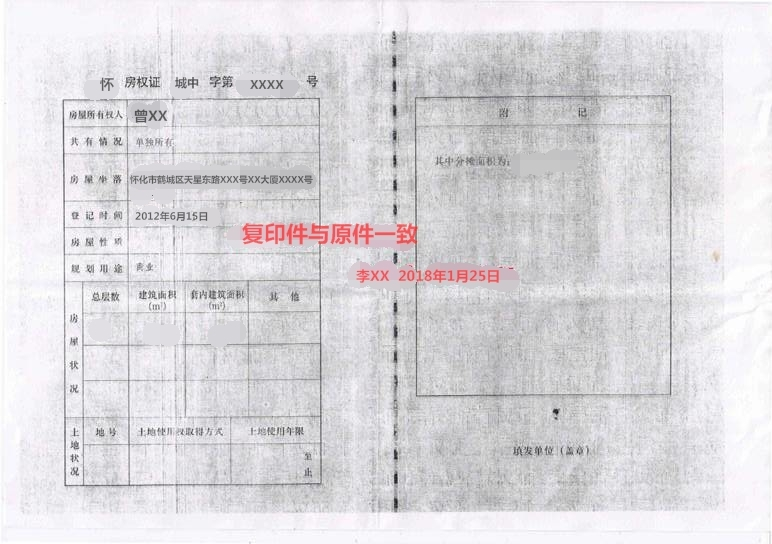 怀 房权证 城中 字第 XXXX 号
房屋所有权人 曾XX
共有情况 单独所有
房屋坐落 怀化市鹤城区天星东路XXX号XX大厦XXXX号
登记时间 2012年6月15日
房屋性质
规划用途 商业
房屋状况
总层数 建筑面积(m²) 套内建筑面积(m²) 其他
土地状况
地号 土地使用权取得方式 土地使用年限
至
止
复印件与原件一致
李XX 2018年1月25日
附记
其中分摊面积为:
填发单位(盖章)